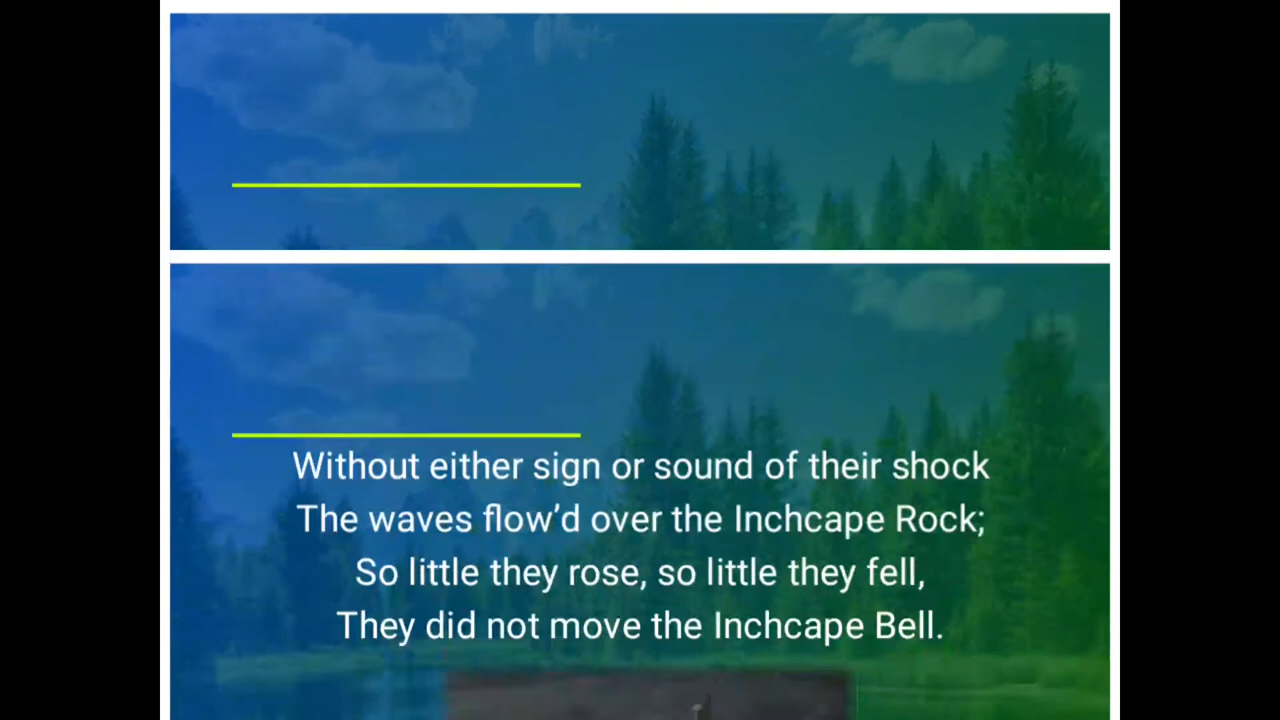 Without either sign or sound of their shock
The waves flow’d over the Inchcape Rock;
So little they rose, so little they fell,
They did not move the Inchcape Bell.